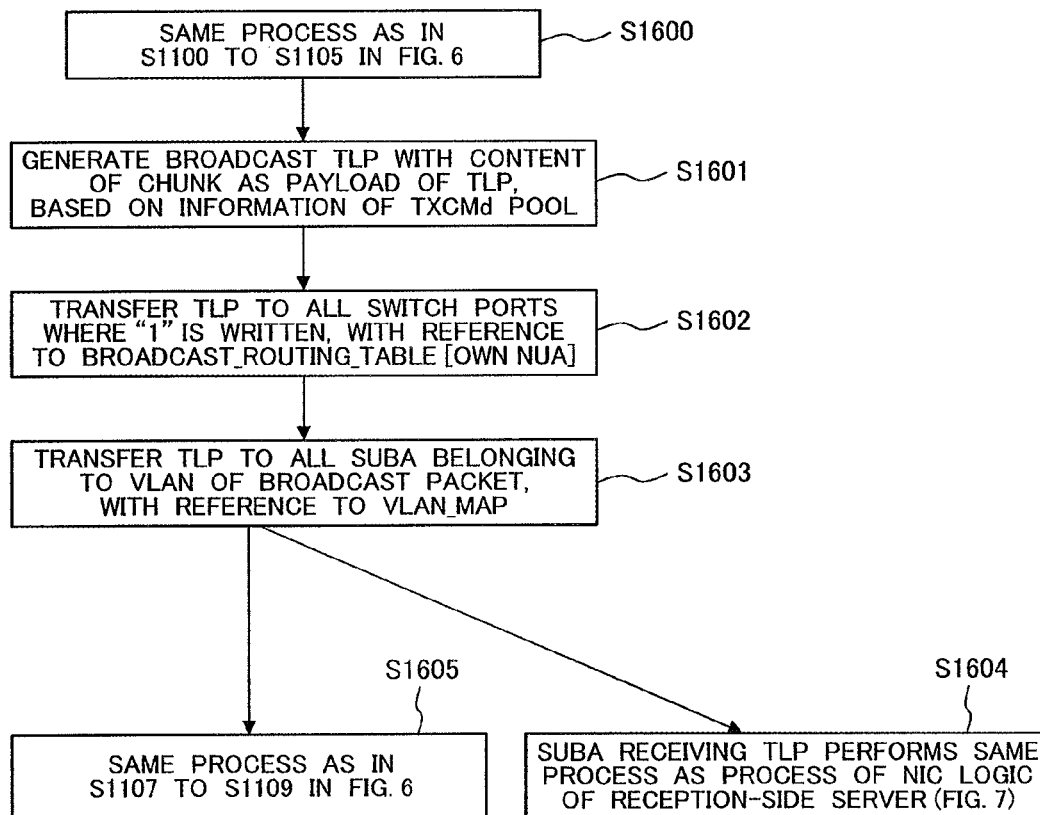 SAME PROCESS AS IN
S1100 TO S1105 IN FIG. 6
S1600
GENERATE BROADCAST TLP WITH CONTENT
OF CHUNK AS PAYLOAD OF TLP,
BASED ON INFORMATION OF TXCMd POOL
S1601
TRANSFER TLP TO ALL SWITCH PORTS
WHERE "1" IS WRITTEN, WITH REFERENCE
TO BROADCAST_ROUTING_TABLE [OWN NUA]
S1602
TRANSFER TLP TO ALL SUBA BELONGING
TO VLAN OF BROADCAST PACKET,
WITH REFERENCE TO VLAN_MAP
S1603
S1605
SAME PROCESS AS IN
S1107 TO S1109 IN FIG. 6
S1604
SUBA RECEIVING TLP PERFORMS SAME
PROCESS AS PROCESS OF NIC LOGIC
OF RECEPTION-SIDE SERVER (FIG. 7)